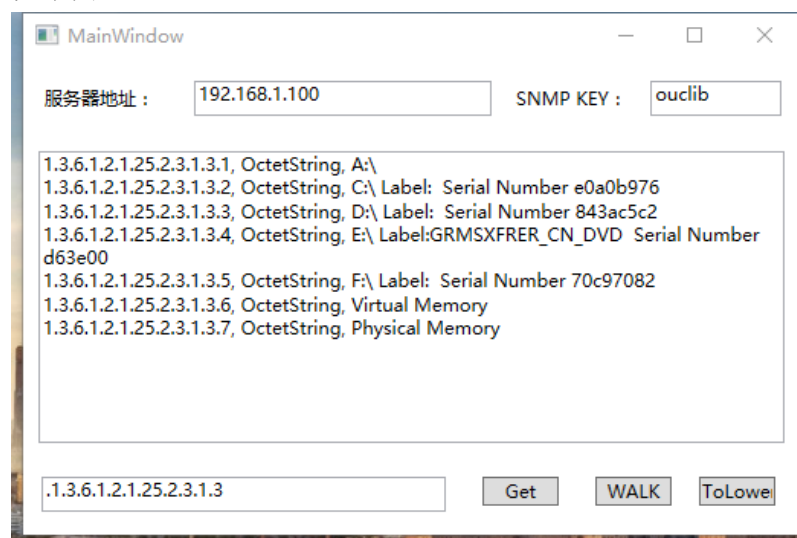 MainWindow
服务器地址： 192.168.1.100 SNMP KEY： ouclib
1.3.6.1.2.1.25.2.3.1.3.1, OctetString, A:\
1.3.6.1.2.1.25.2.3.1.3.2, OctetString, C:\ Label:  Serial Number e0a0b976
1.3.6.1.2.1.25.2.3.1.3.3, OctetString, D:\ Label:  Serial Number 843ac5c2
1.3.6.1.2.1.25.2.3.1.3.4, OctetString, E:\ Label:GRMSXFRER_CN_DVD  Serial Number
d63e00
1.3.6.1.2.1.25.2.3.1.3.5, OctetString, F:\ Label:  Serial Number 70c97082
1.3.6.1.2.1.25.2.3.1.3.6, OctetString, Virtual Memory
1.3.6.1.2.1.25.2.3.1.3.7, OctetString, Physical Memory
.1.3.6.1.2.1.25.2.3.1.3 Get WALK ToLower